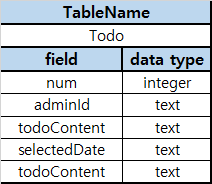 TableName
Todo
field data type
num integer
adminId text
todoContent text
selectedDate text
todoContent text